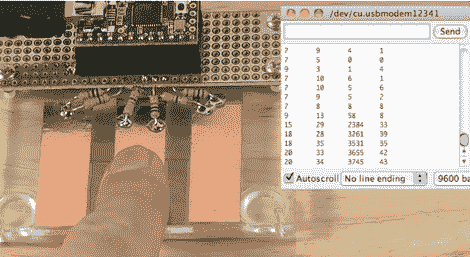 /dev/cu.usbmodem12341
Send
7 9 4 1
7 5 0 0
9 3 1 4
7 10 6 1
7 10 5 6
7 9 5 2
7 8 8 8
9 13 58 8
15 29 2384 33
18 28 3261 39
18 35 3531 35
20 33 3655 42
20 34 3745 43
Autoscroll No line ending 9600 ba